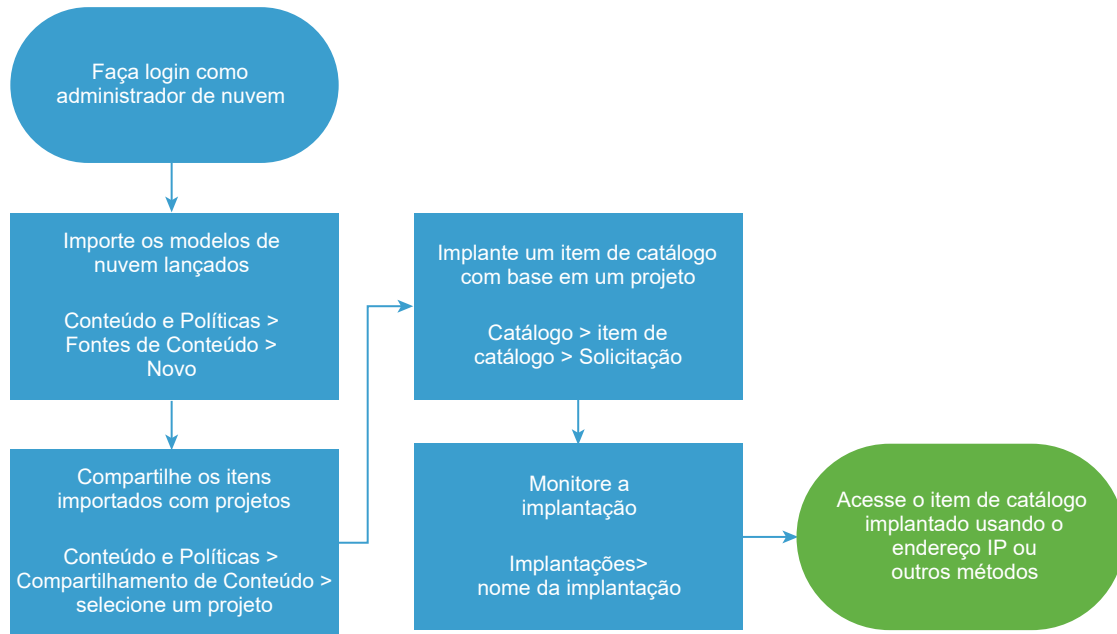 Faça login como
administrador de nuvem
Importe os modelos de
nuvem lançados
Conteúdo e Políticas >
Fontes de Conteúdo >
Novo
Compartilhe os itens
importados com projetos
Conteúdo e Políticas >
Compartilhamento de Conteúdo >
selecione um projeto
Implante um item de catálogo
com base em um projeto
Catálogo > item de
catálogo > Solicitação
Monitore a
implantação
Implantações>
nome da implantação
Acesse o item de catálogo
implantado usando o
endereço IP ou
outros métodos